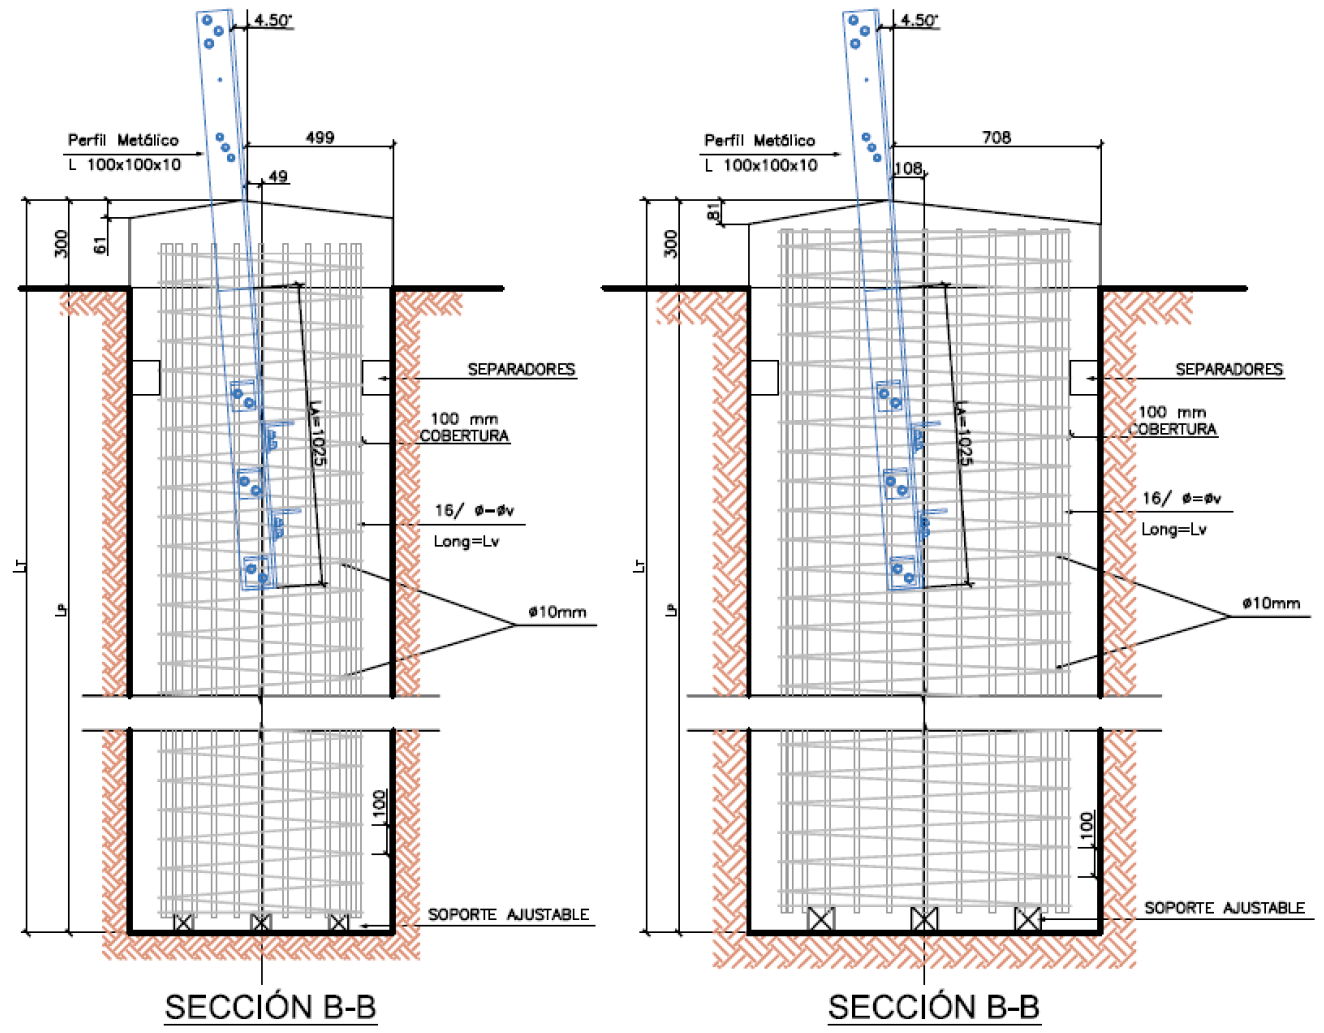 4.50°
Perfil Metálico
L 100x100x10
499
49
300
61
SEPARADORES
100 mm
COBERTURA
LA=1025
16/ ø-øv
Long=Lv
LT
LP
ø10mm
100
SOPORTE AJUSTABLE
SECCIÓN B-B
4.50°
Perfil Metálico
L 100x100x10
708
108
300
81
SEPARADORES
100 mm
COBERTURA
LA=1025
16/ ø=øv
Long=Lv
LT
LP
ø10mm
100
SOPORTE AJUSTABLE
SECCIÓN B-B